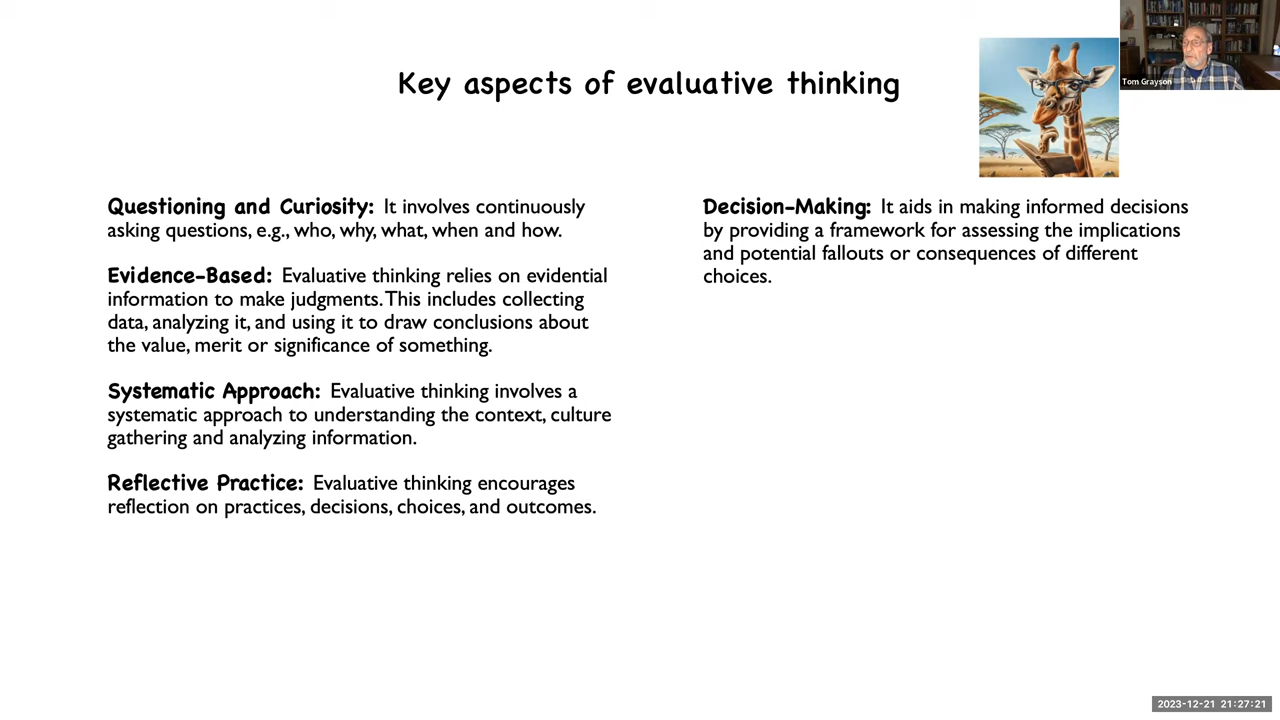 Key aspects of evaluative thinking
Tom Grayson
Questioning and Curiosity: It involves continuously
asking questions, e.g., who, why, what, when and how.
Evidence-Based: Evaluative thinking relies on evidential
information to make judgments. This includes collecting
data, analyzing it, and using it to draw conclusions about
the value, merit or significance of something.
Systematic Approach: Evaluative thinking involves a
systematic approach to understanding the context, culture
gathering and analyzing information.
Reflective Practice: Evaluative thinking encourages
reflection on practices, decisions, choices, and outcomes.
Decision-Making: It aids in making informed decisions
by providing a framework for assessing the implications
and potential fallouts or consequences of different
choices.
2023-12-21 21:27:21